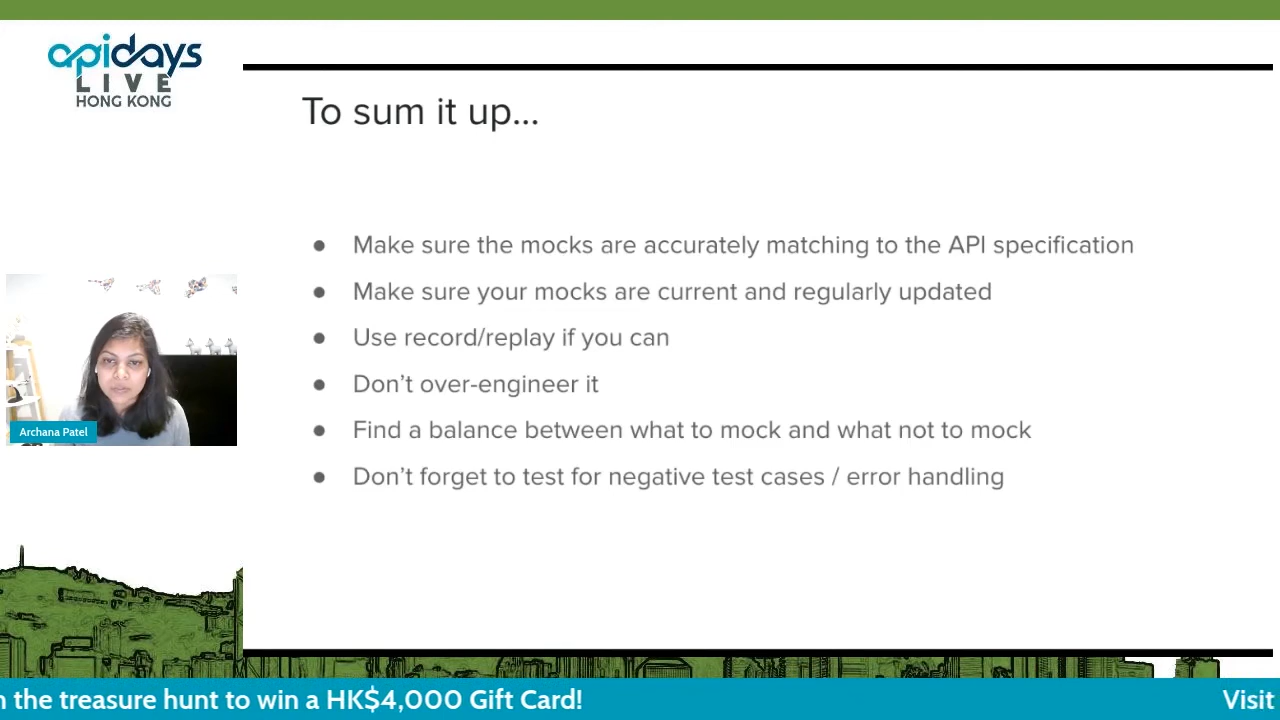 apidays
LIVE
HONG KONG
To sum it up...
● Make sure the mocks are accurately matching to the API specification
● Make sure your mocks are current and regularly updated
● Use record/replay if you can
● Don’t over-engineer it
● Find a balance between what to mock and what not to mock
● Don’t forget to test for negative test cases / error handling
Archana Patel
the treasure hunt to win a HK$4,000 Gift Card!
Visit